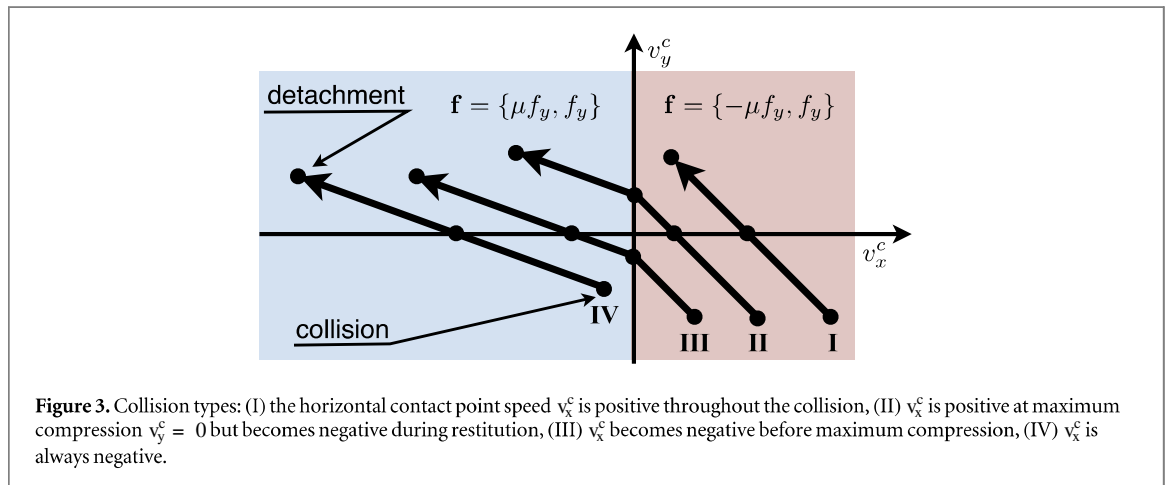 v_y^c
detachment
f = {μf_y, f_y}
f = {−μf_y, f_y}
v_x^c
IV
collision
III
II
I
Figure 3. Collision types: (I) the horizontal contact point speed v_x^c is positive throughout the collision, (II) v_x^c is positive at maximum
compression v_y^c = 0 but becomes negative during restitution, (III) v_x^c becomes negative before maximum compression, (IV) v_x^c is
always negative.